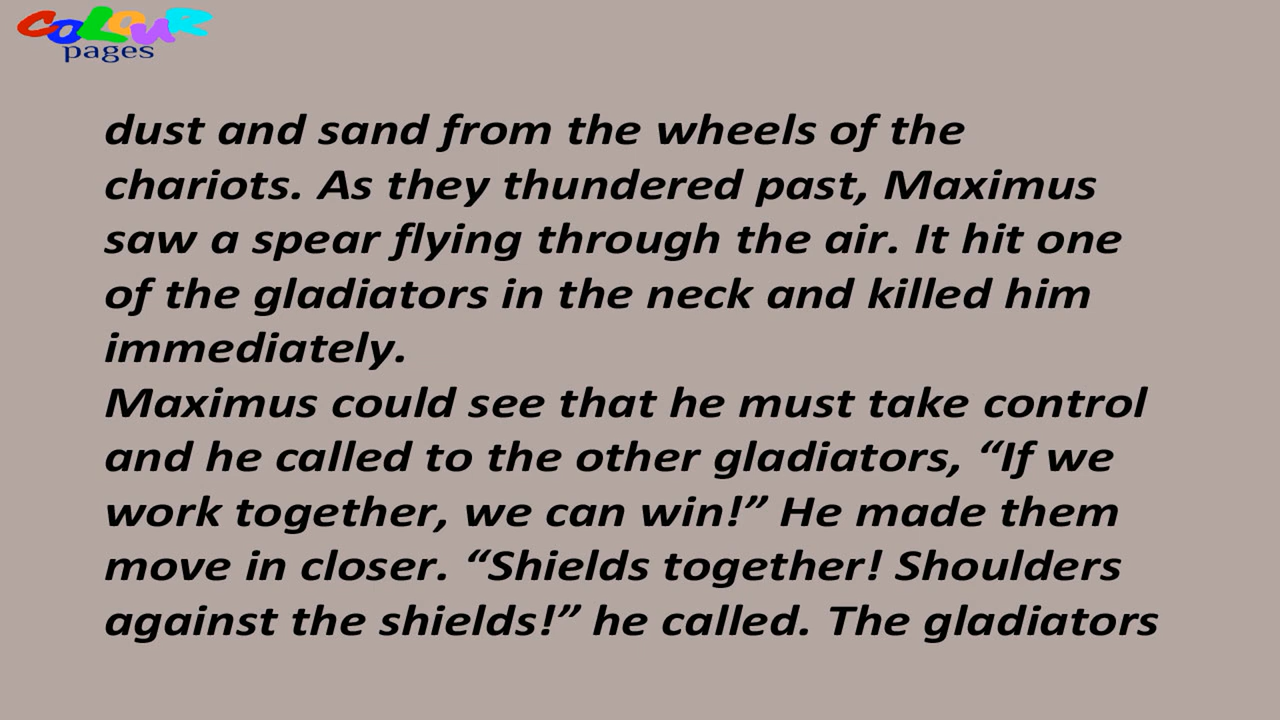 COLOUR
pages
dust and sand from the wheels of the
chariots. As they thundered past, Maximus
saw a spear flying through the air. It hit one
of the gladiators in the neck and killed him
immediately.
Maximus could see that he must take control
and he called to the other gladiators, “If we
work together, we can win!” He made them
move in closer. “Shields together! Shoulders
against the shields!” he called. The gladiators